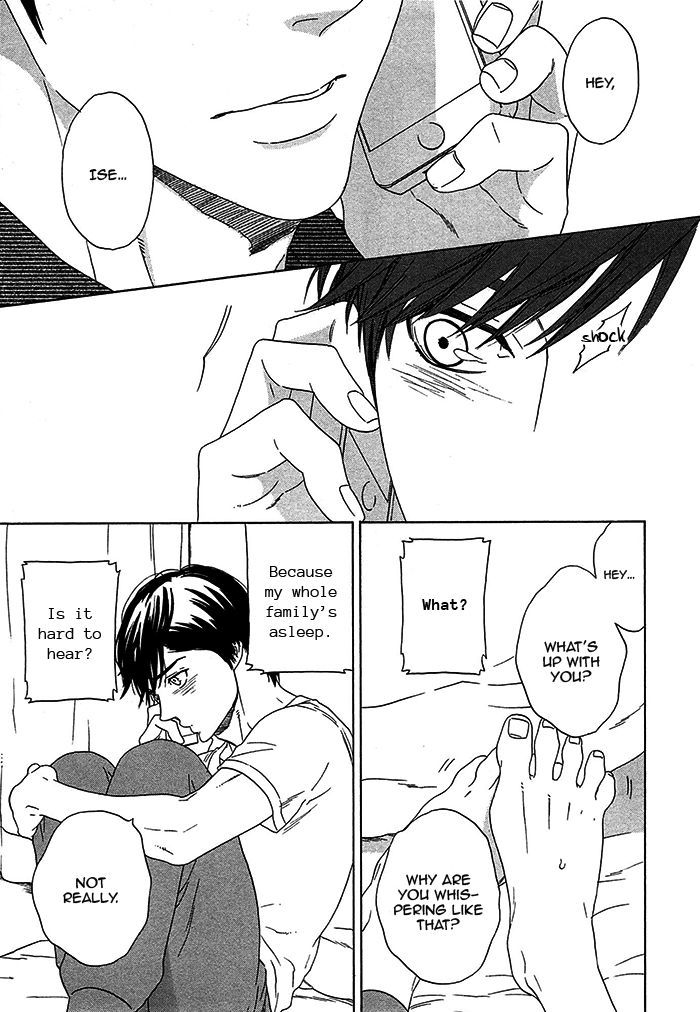 HEY,
ISE...
shock
HEY...
WHAT'S
UP WITH
YOU?
What?
WHY ARE
YOU WHIS-
PERING LIKE
THAT?
Because
my whole
family's
asleep.
Is it
hard to
hear?
NOT
REALLY.